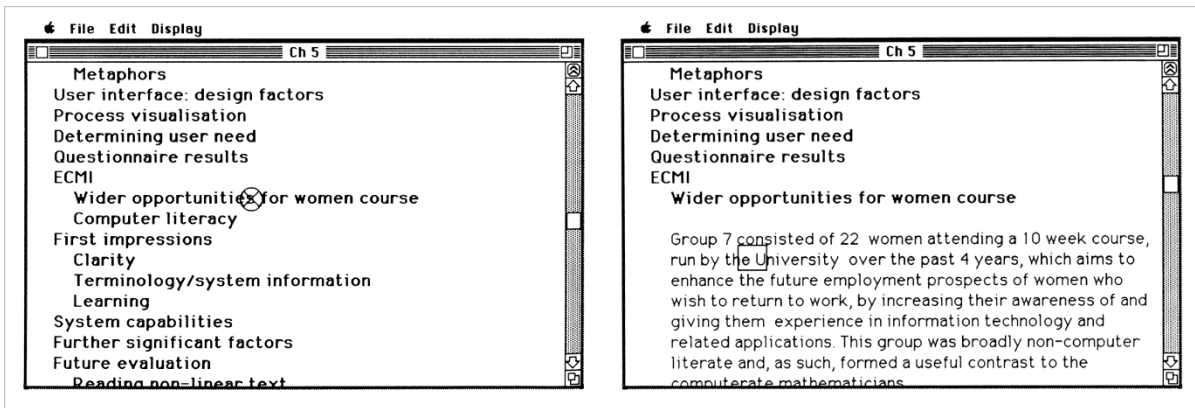 File Edit Display
Ch 5
Metaphors
User interface: design factors
Process visualisation
Determining user need
Questionnaire results
ECMI
Wider opportunities for women course
Computer literacy
First impressions
Clarity
Terminology/system information
Learning
System capabilities
Further significant factors
Future evaluation
Reading non-linear text
File Edit Display
Ch 5
Metaphors
User interface: design factors
Process visualisation
Determining user need
Questionnaire results
ECMI
Wider opportunities for women course
Group 7 consisted of 22 women attending a 10 week course,
run by the University over the past 4 years, which aims to
enhance the future employment prospects of women who
wish to return to work, by increasing their awareness of and
giving them experience in information technology and
related applications. This group was broadly non-computer
literate and, as such, formed a useful contrast to the
computerate mathematicians